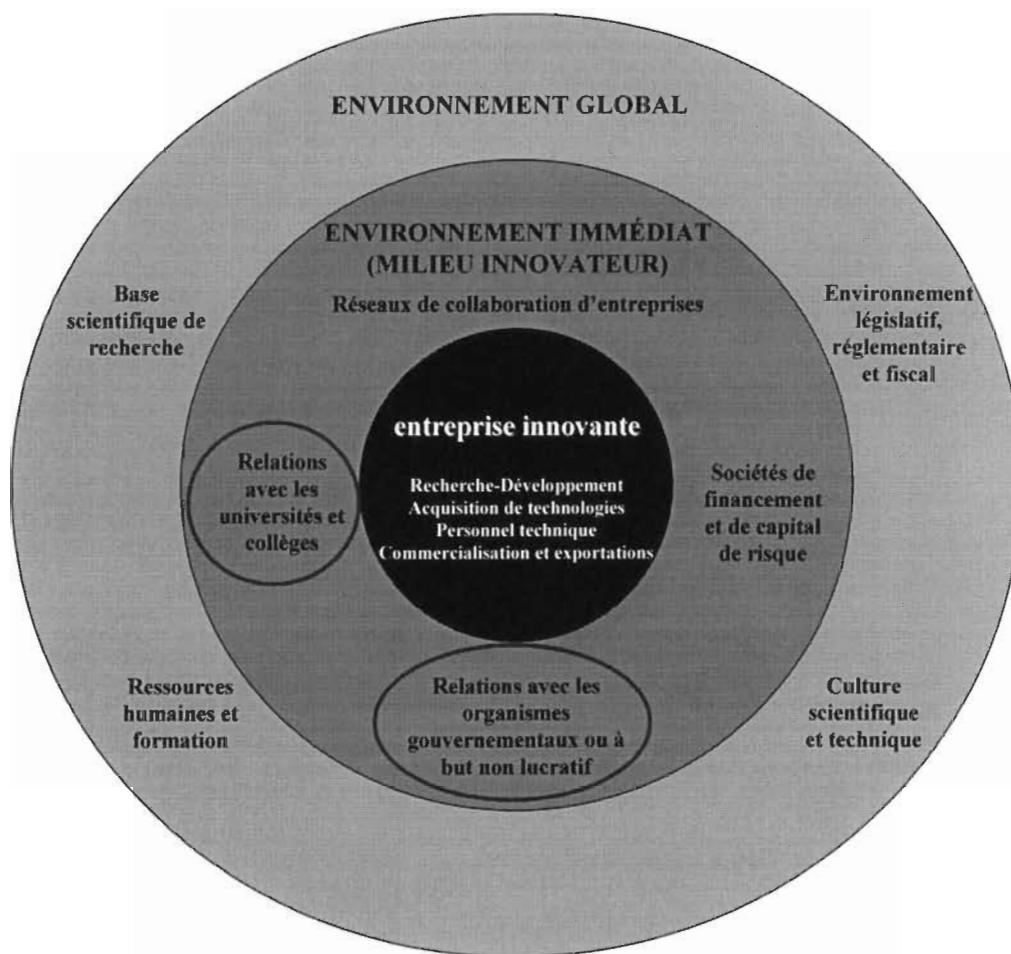 ENVIRONNEMENT GLOBAL
ENVIRONNEMENT IMMÉDIAT
(MILIEU INNOVATEUR)
Réseaux de collaboration d'entreprises
Base
scientifique de
recherche
Environnement
législatif,
réglementaire
et fiscal
entreprise innovante
Recherche-Développement
Acquisition de technologies
Personnel technique
Commercialisation et exportations
Relations
avec les
universités et
collèges
Sociétés de
financement
et de capital
de risque
Ressources
humaines et
formation
Relations avec les
organismes
gouvernementaux ou à
but non lucratif
Culture
scientifique
et technique